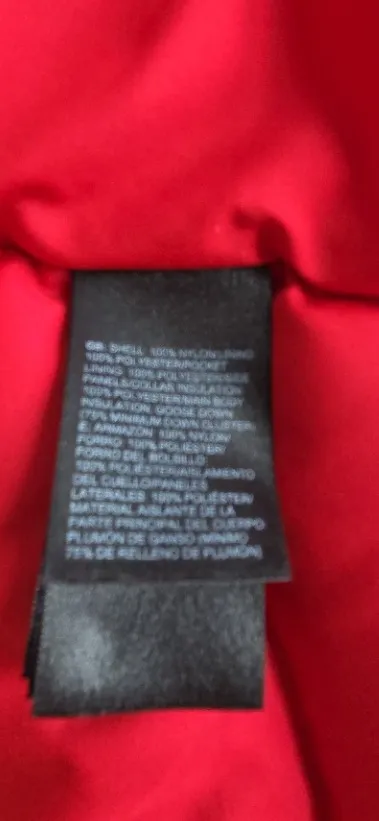 GB SHELL 100% NYLON/LINING
100% POLYESTER/POCKET
LINING 100% POLYESTER/SIDE
PANELS/COLLAR INSULATION
100% POLYESTER/MAIN BODY
INSULATION GOOSE DOWN
(75% MINIMUM DOWN CLUSTER)
E ARMAZON 100% NYLON/
FORRO 100% POLIÉSTER/
FORRO DEL BOLSILLO
100% POLIÉSTER/AISLAMIENTO
DEL CUELLO/PANELES
LATERALES 100% POLIÉSTER/
MATERIAL AISLANTE DE LA
PARTE PRINCIPAL DEL CUERPO
PLUMÓN DE GANSO (MÍNIMO
75% DE RELLENO DE PLUMÓN)